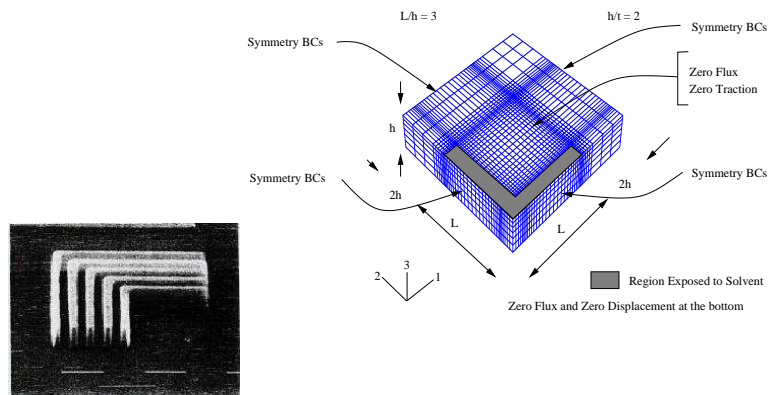 L/h = 3
h/t = 2
Symmetry BCs
Symmetry BCs
Zero Flux
Zero Traction
h
Symmetry BCs
Symmetry BCs
2h
2h
L
L
3
2
1
Region Exposed to Solvent
Zero Flux and Zero Displacement at the bottom